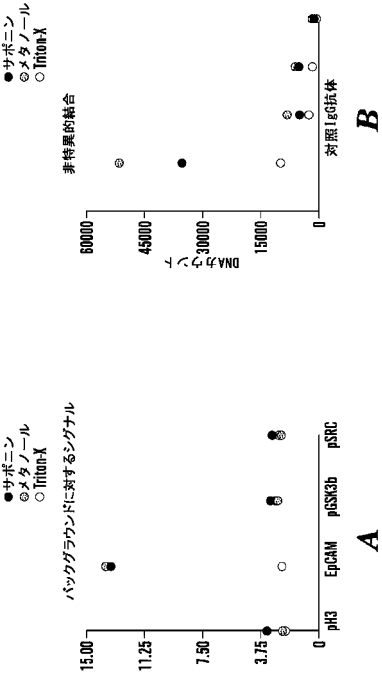 ●サポニン
◎メタノール
○Triton-X
バックグラウンドに対するシグナル
15.00
11.25
7.50
3.75
0
pH3
EpCAM
pGSK3b
pSRC
A
●サポニン
◎メタノール
○Triton-X
非特異的結合
DNAカウント
60000
45000
30000
15000
0
対照IgG抗体
B